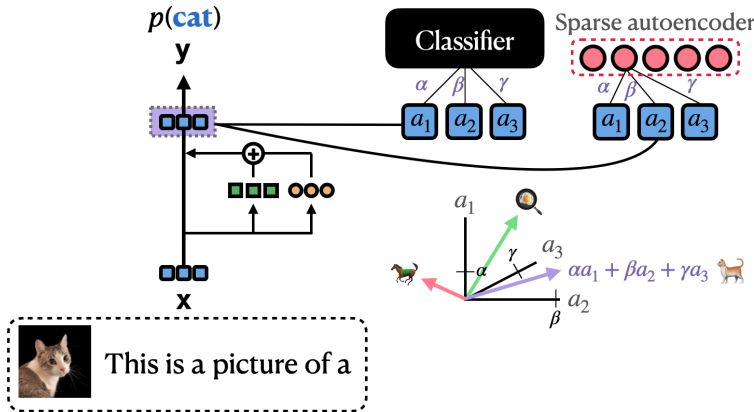 p(cat)
y
x
This is a picture of a
Classifier
α β γ
a₁ a₂ a₃
Sparse autoencoder
α β γ
a₁ a₂ a₃
a₁
a₃
γ
α
αa₁ + βa₂ + γa₃
a₂
β